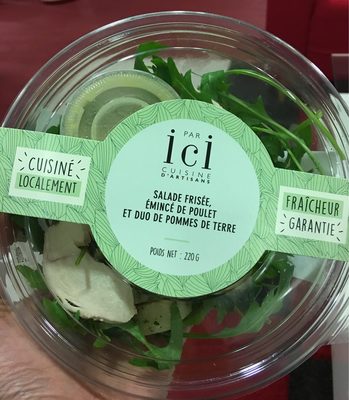 PAR
ici
CUISINE
D'ARTISANS
SALADE FRISÉE,
ÉMINCÉ DE POULET
ET DUO DE POMMES DE TERRE
POIDS NET : 220 G
CUISINÉ
LOCALEMENT
FRAÎCHEUR
GARANTIE